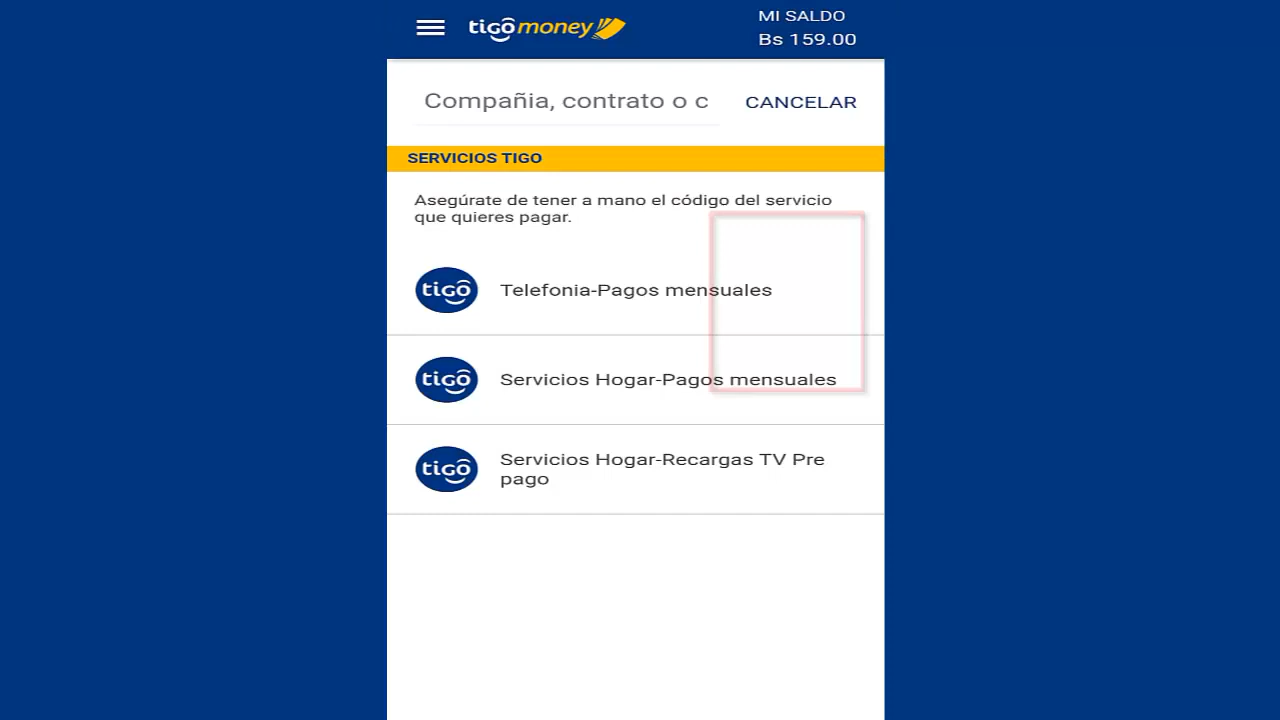 tigo money
MI SALDO
Bs 159.00
Compañia, contrato o c
CANCELAR
SERVICIOS TIGO
Asegúrate de tener a mano el código del servicio
que quieres pagar.
tigo
Telefonia-Pagos mensuales
tigo
Servicios Hogar-Pagos mensuales
tigo
Servicios Hogar-Recargas TV Pre
pago